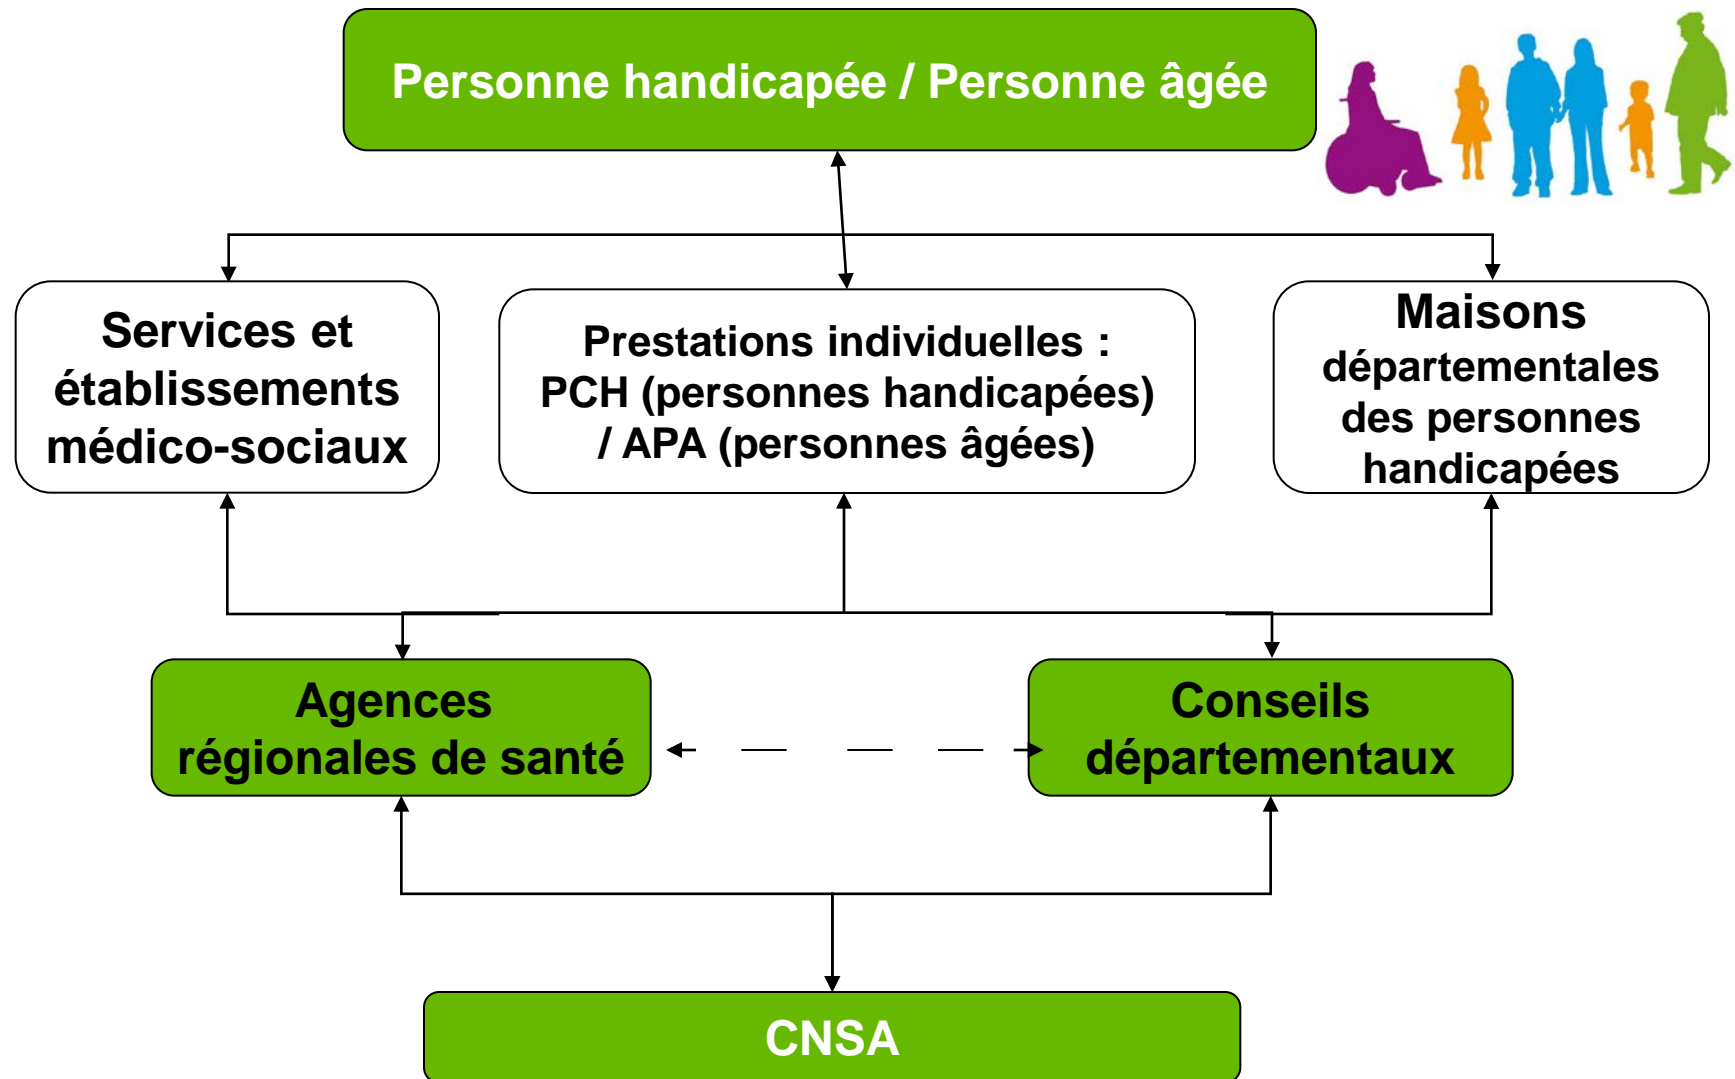 Personne handicapée / Personne âgée
Services et
établissements
médico-sociaux
Prestations individuelles :
PCH (personnes handicapées)
/ APA (personnes âgées)
Maisons
départementales
des personnes
handicapées
Agences
régionales de santé
Conseils
départementaux
CNSA